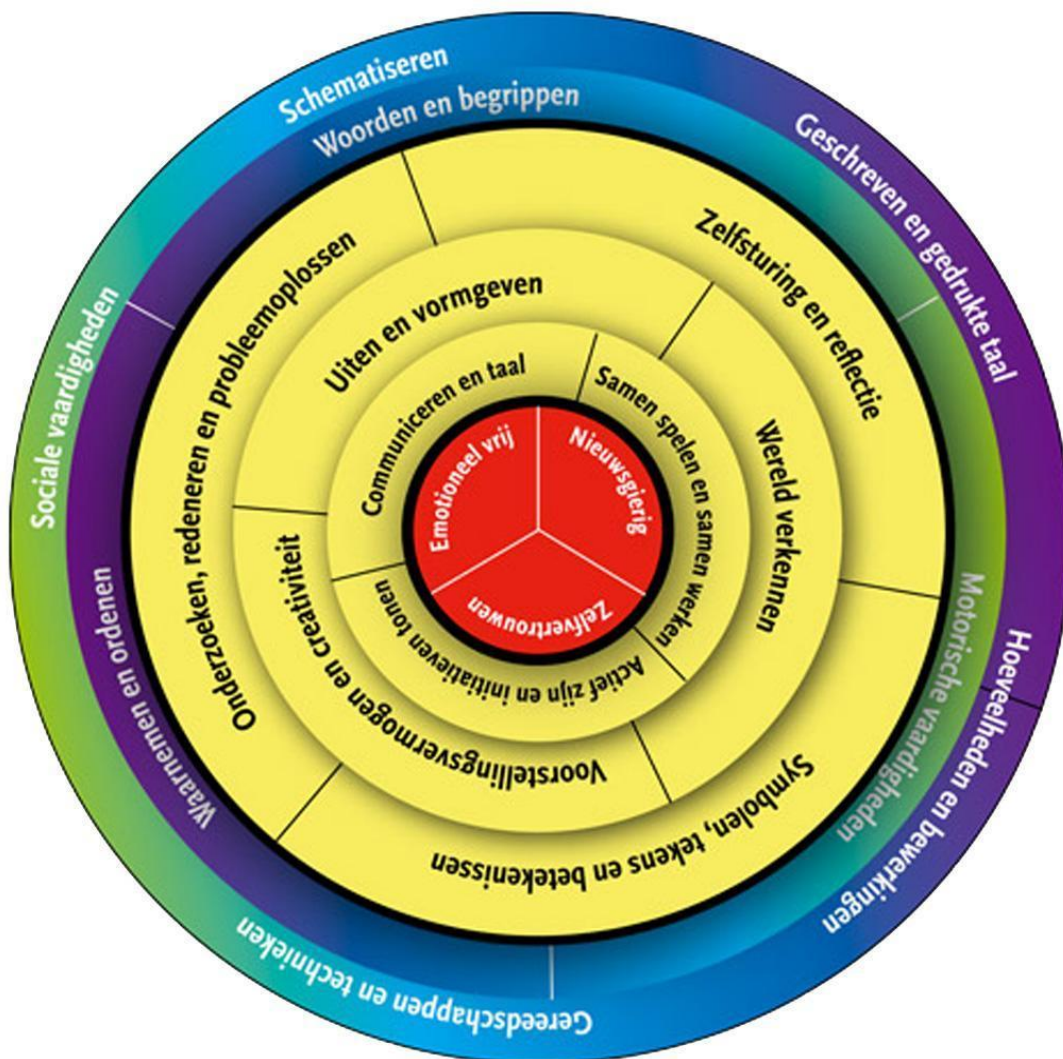 Schematiseren
Geschreven en gedrukte taal
Hoeveelheden en bewerkingen
Gereedschappen en technieken
Sociale vaardigheden
Woorden en begrippen
Motorische vaardigheden
Waarnemen en ordenen
Zelfsturing en reflectie
Symbolen, tekens en betekenissen
Onderzoeken, redeneren en probleemoplossen
Uiten en vormgeven
Wereld verkennen
Voorstellingsvermogen en creativiteit
Communiceren en taal
Samen spelen en samen werken
Actief zijn en initiatieven tonen
Emotioneel vrij
Nieuwsgierig
Zelfvertrouwen